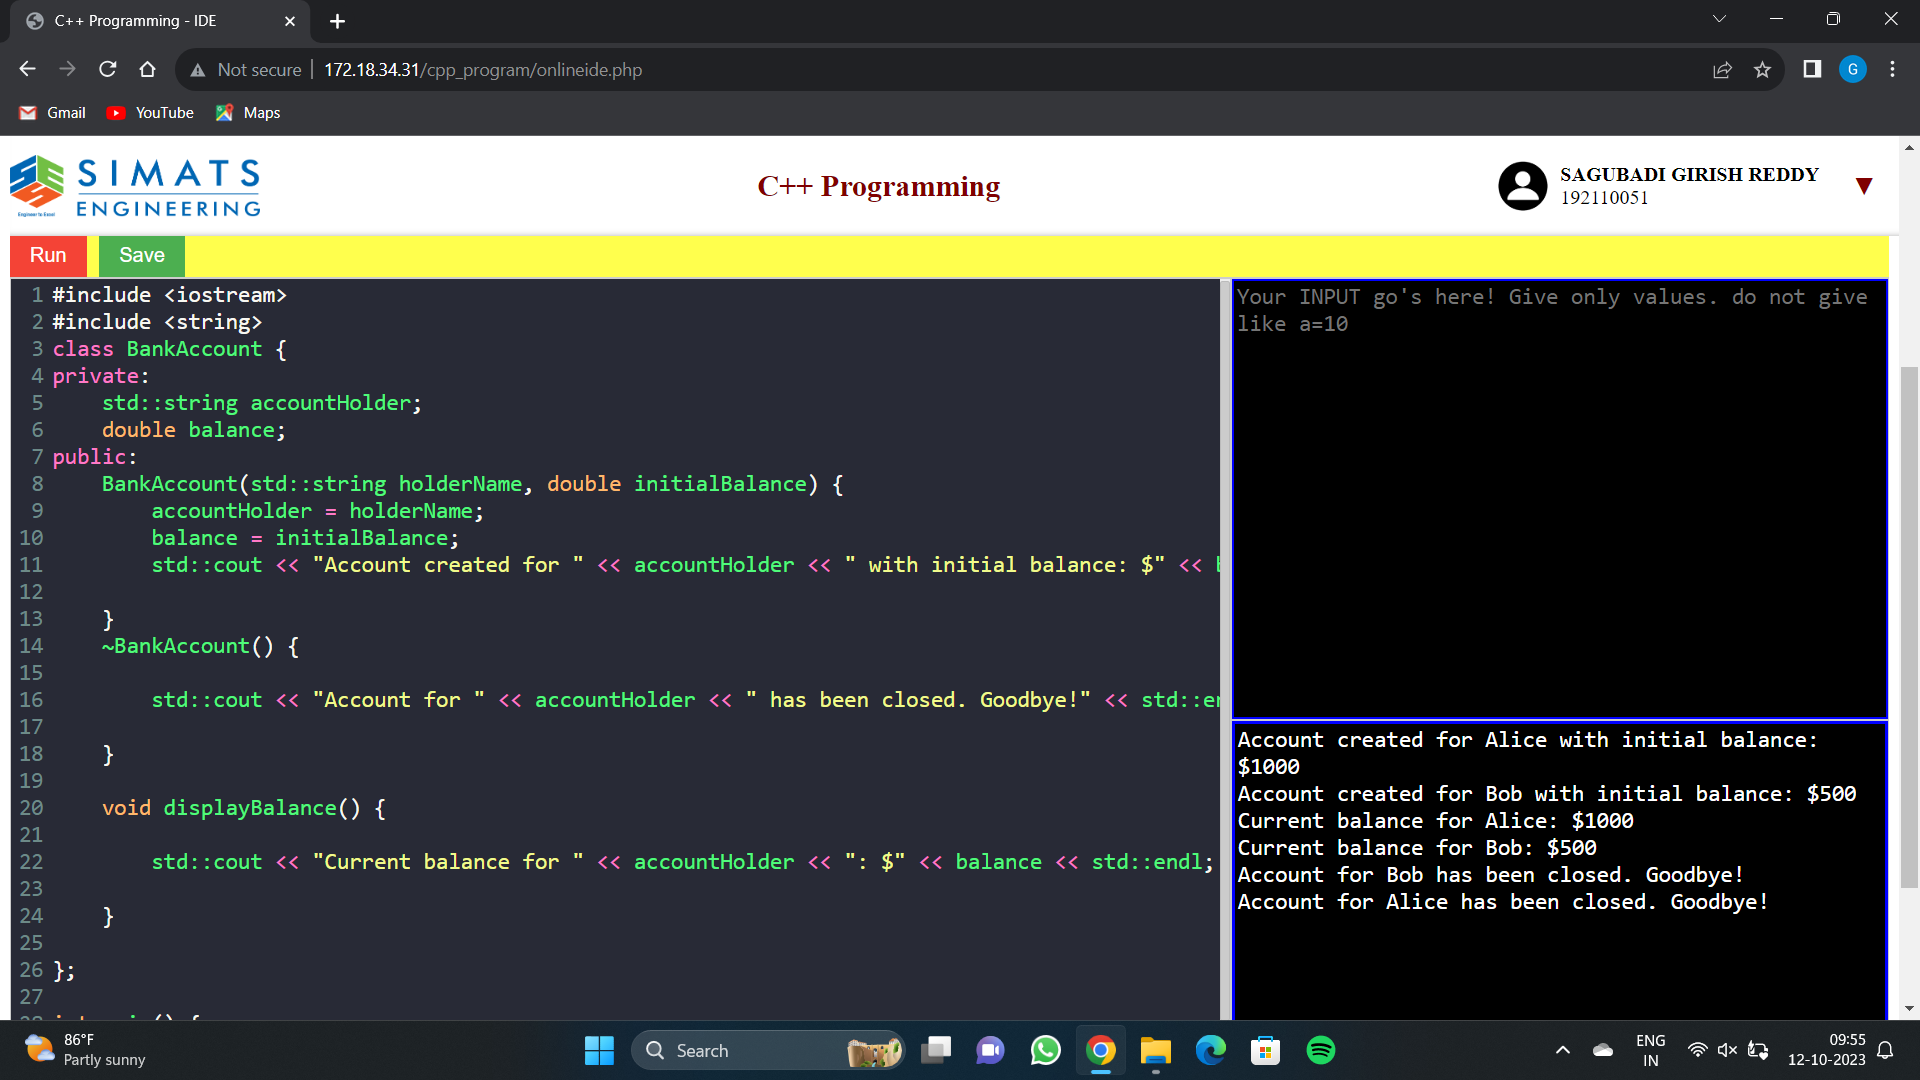 C++ Programming - IDE
Not secure
172.18.34.31/cpp_program/onlineide.php
G
Gmail
YouTube
Maps
SIMATS
ENGINEERING
Engineer to Excel
C++ Programming
SAGUBADI GIRISH REDDY
192110051
Run
Save
1 #include <iostream>
2 #include <string>
3 class BankAccount {
4 private:
5     std::string accountHolder;
6     double balance;
7 public:
8     BankAccount(std::string holderName, double initialBalance) {
9         accountHolder = holderName;
10         balance = initialBalance;
11         std::cout << "Account created for " << accountHolder << " with initial balance: $" <<
12
13     }
14     ~BankAccount() {
15
16         std::cout << "Account for " << accountHolder << " has been closed. Goodbye!" <<
17
18     }
19
20     void displayBalance() {
21
22         std::cout << "Current balance for " << accountHolder << ": $" << balance << std::endl;
23
24     }
25
26 };
27
Your INPUT go's here! Give only values. do not give
like a=10
Account created for Alice with initial balance:
$1000
Account created for Bob with initial balance: $500
Current balance for Alice: $1000
Current balance for Bob: $500
Account for Bob has been closed. Goodbye!
Account for Alice has been closed. Goodbye!
86°F
Partly sunny
Search
ENG
IN
09:55
12-10-2023